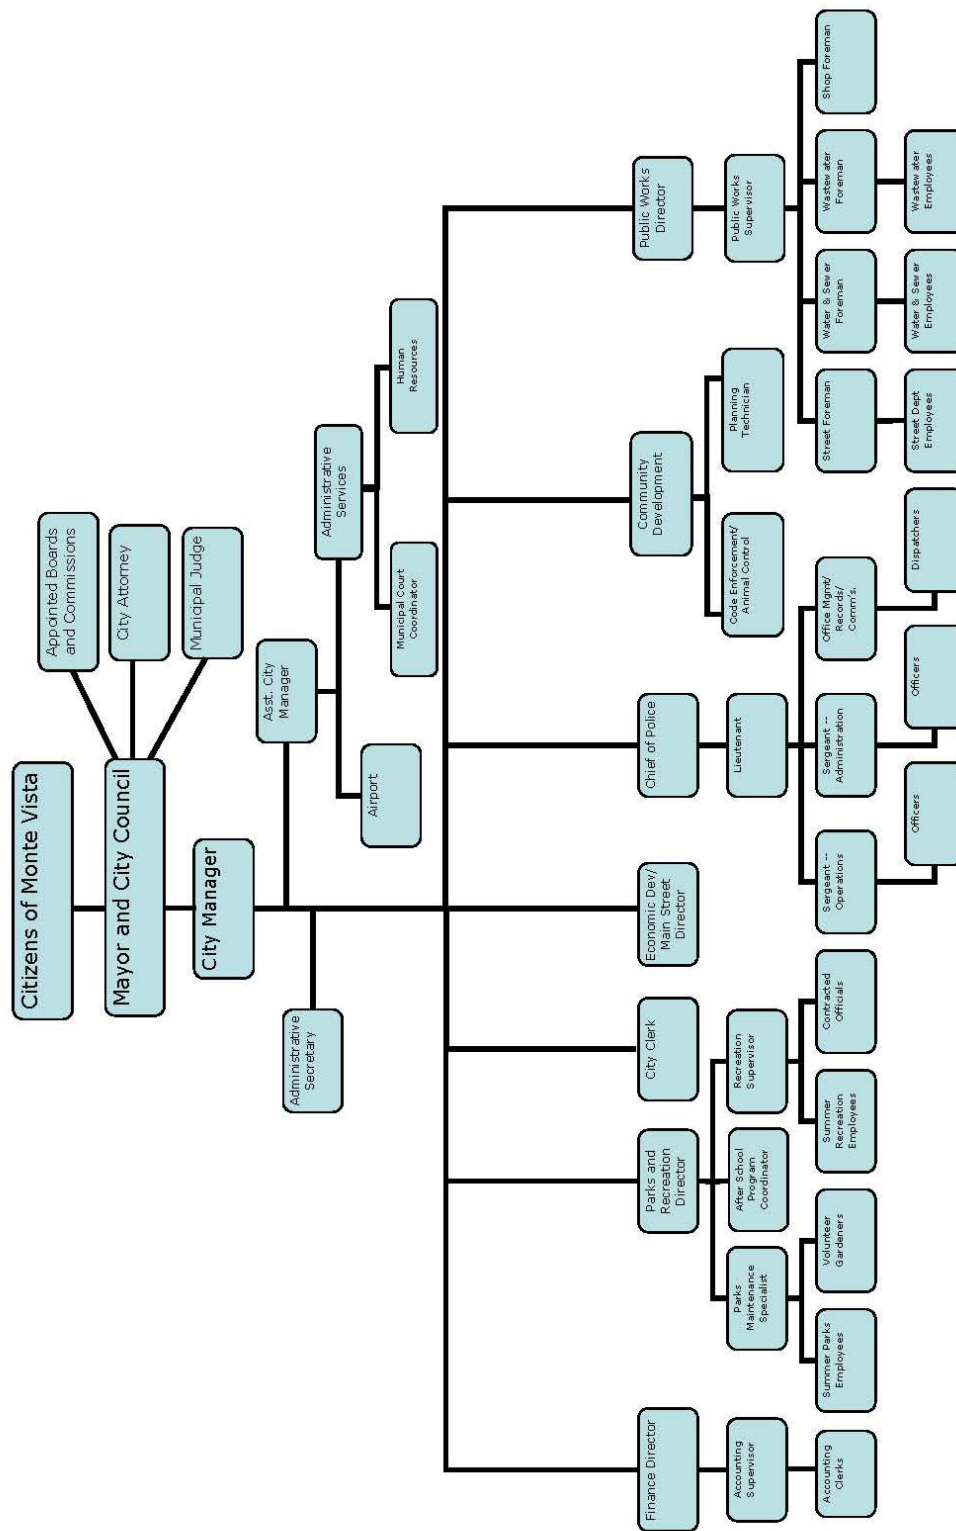 Citizens of Monte Vista
Mayor and City Council
Appointed Boards
and Commissions
City Attorney
Municipal Judge
City Manager
Administrative
Secretary
Asst. City
Manager
Airport
Administrative
Services
Municipal Court
Coordinator
Human
Resources
Finance Director
Accounting
Supervisor
Accounting
Clerks
Parks and
Recreation
Director
Parks
Maintenance
Specialist
Summer Parks
Employees
Volunteer
Gardeners
After School
Program
Coordinator
Recreation
Supervisor
Summer
Recreation
Employees
Contracted
Officials
City Clerk
Economic Dev/
Main Street
Director
Chief of Police
Lieutenant
Sergeant --
Operations
Officers
Sergeant --
Administration
Officers
Office Mgmt/
Records/
Comm's.
Dispatchers
Community
Development
Code Enforcement/
Animal Control
Planning
Technician
Public Works
Director
Public Works
Supervisor
Street Foreman
Street Dept
Employees
Water & Sewer
Foreman
Water & Sewer
Employees
Wastewater
Foreman
Wastewater
Employees
Shop Foreman